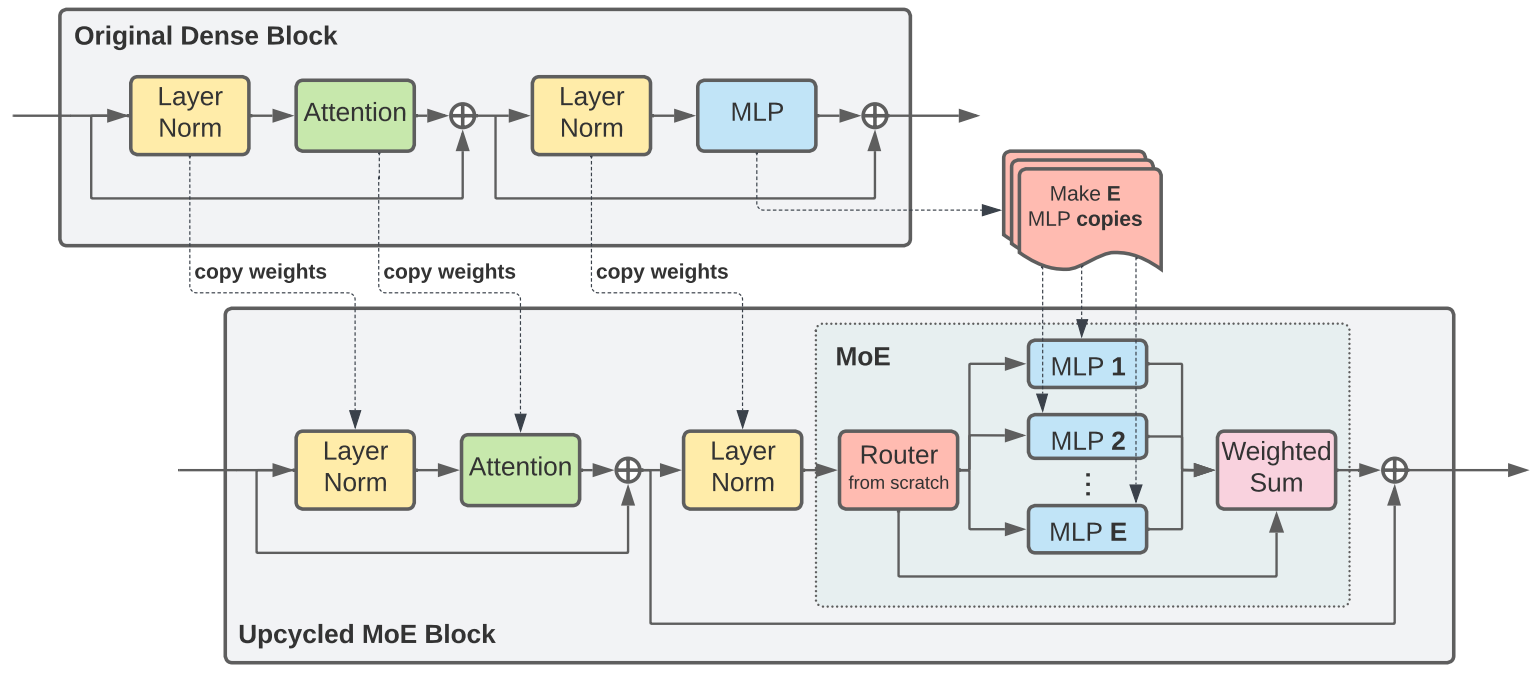 Original Dense Block
Layer
Norm
Attention
Layer
Norm
MLP
Make E
MLP copies
copy weights
copy weights
copy weights
MoE
MLP 1
MLP 2
⋮
MLP E
Layer
Norm
Attention
Layer
Norm
Router
from scratch
Weighted
Sum
Upcycled MoE Block